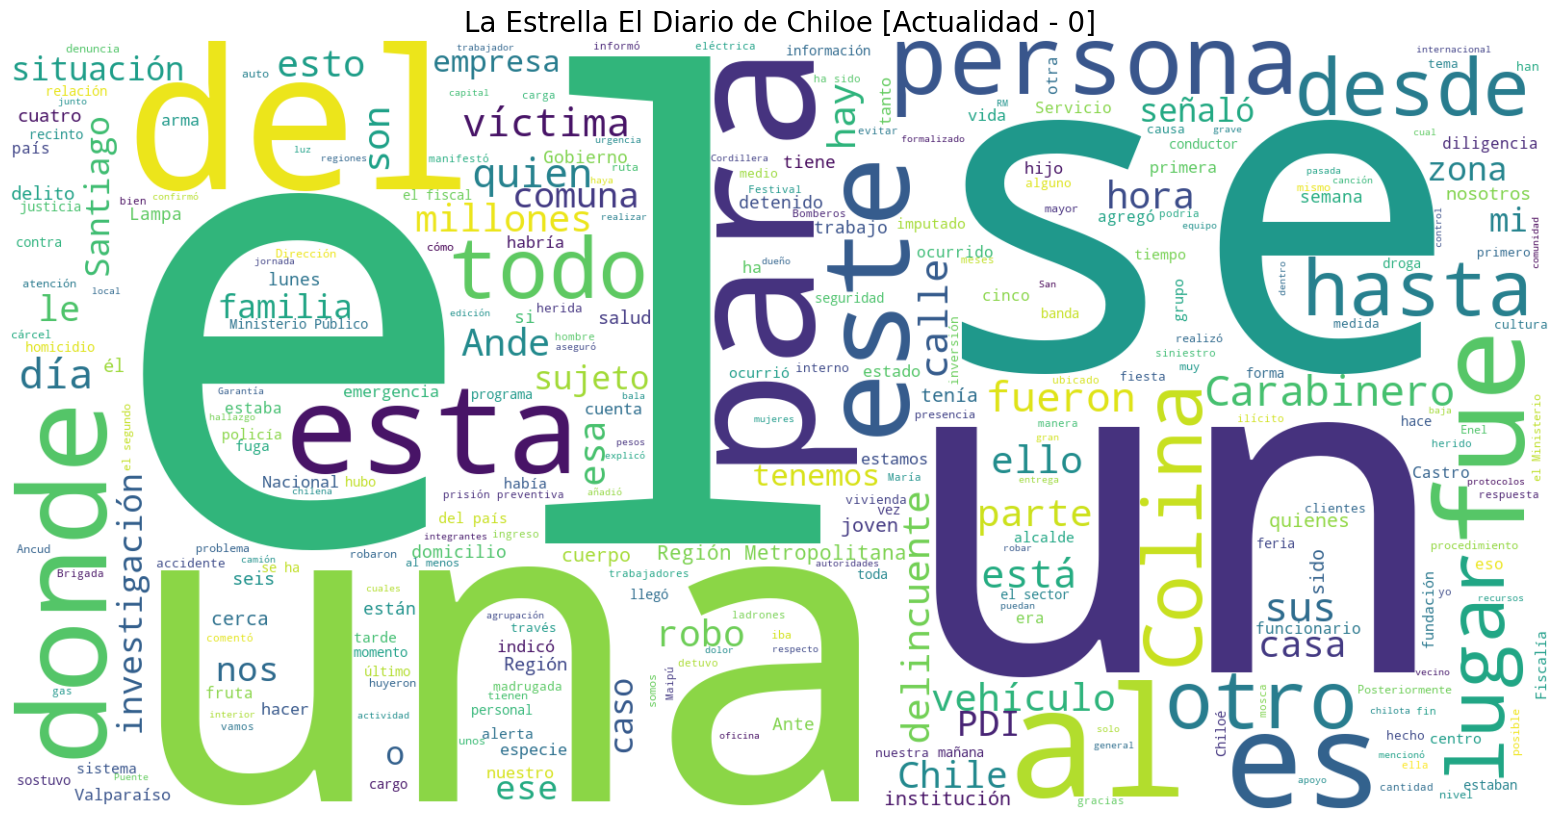 La Estrella El Diario de Chiloe [Actualidad - 0]
denuncia
trabajador
informó
eléctrica
información
otra
internacional
situación
auto
esto
empresa
persona
tema
han
relación
junto
capital
carga
ha sido
tanto
Servicio
RM
señaló
desde
cuatro
arma
son
víctima
urgencia
para
hay
evitar
vida
causa
grave
cual
recinto
país
Santiago
del
luz
regiones
manifestó
Gobierno
ruta
formalizado
conductor
diligencia
quien
haya
Cordillera
tiene
este
se
primera
zona
delito
justicia
bien
confirmó
el fiscal
comuna
medio
Festival
detenido
hijo
alguno
hora
pasada
mismo
canción
semana
nosotros
Lampa
millones
realizar
Bomberos
trabajo
imputado
mayor
agregó
podría
equipo
mi
contra
cómo
habría
ocurrido
tiempo
control
primero
comunidad
Dirección
jornada
todo
ha
dueño
calle
meses
San
droga
dentro
hasta
atención
local
lunes
familia
Ministerio Público
herida
edición
si
salud
seguridad
cinco
banda
grupo
medida
cultura
le
cárcel
homicidio
él
el
Ande
hombre
aseguró
ocurrió
interno
estado
inversión
realizó
siniestro
muy
forma
día
Garantía
emergencia
programa
sujeto
bala
cuenta
tenía
presencia
ubicado
fiesta
fueron
Carabinero
fue
estaba
hallazgo
policía
fuga
esta
esa
pesos
explicó
mujeres
manera
gran
ilícito
hace
baja
Enel
herido
donde
el segundo
Nacional
hubo
chilena
había
añadió
prisión preventiva
tenemos
estamos
María
ello
entrega
Colina
Castro
protocolos
respuesta
el Ministerio
investigación
del país
integrantes
ingreso
vivienda
vez
joven
delincuente
parte
un
quienes
clientes
Ancud
problema
camión
accidente
se ha
robaron
al menos
domicilio
cuerpo
Región Metropolitana
autoridades
toda
robar
alcalde
feria
lugar
procedimiento
eso
Brigada
seis
cuales
trabajadores
llegó
está
el sector
puedan
era
sido
sus
fundación
yo
recursos
cerca
están
agrupación
través
ladrones
iba
funcionario
comentó
tarde
momento
indicó
robo
dolor
respecto
casa
nos
último
huyeron
Región
madrugada
detuvo
Maipú
somos
vecino
gas
fruta
una
tienen
personal
caso
vehículo
otro
mosca
Posteriormente
Fiscalía
interior
vamos
hacer
actividad
unos
alerta
especie
Ante
oficina
PDI
solo
general
al
Chiloé
chilota
fin
hecho
posible
sostuvo
sistema
o
nuestro
nuestra
mañana
es
mencionó
centro
ella
Puente
Valparaíso
cargo
ese
Chile
institución
gracias
apoyo
cantidad
nivel
estaban